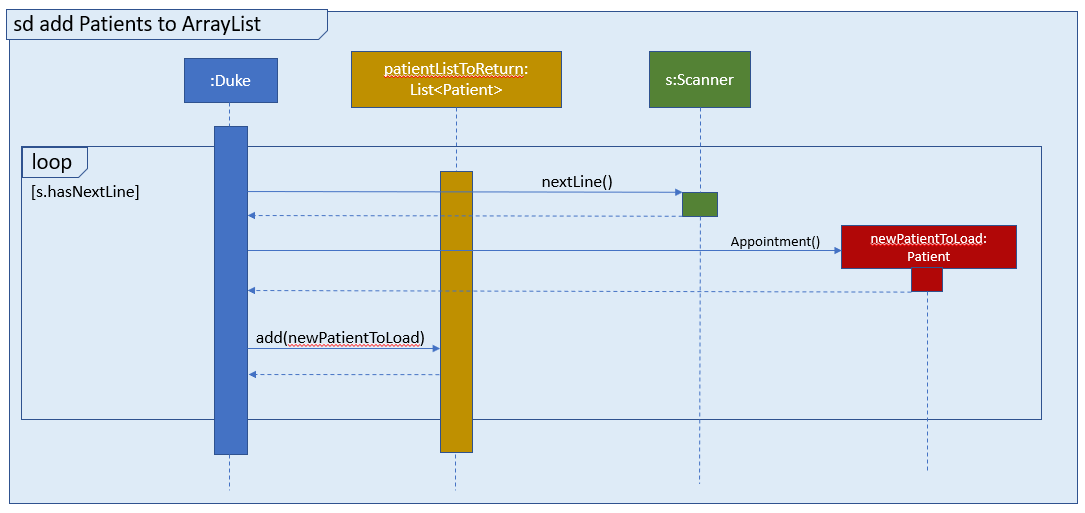 sd add Patients to ArrayList
:Duke
patientListToReturn:
List<Patient>
s:Scanner
loop
[s.hasNextLine]
nextLine()
Appointment()
newPatientToLoad:
Patient
add(newPatientToLoad)